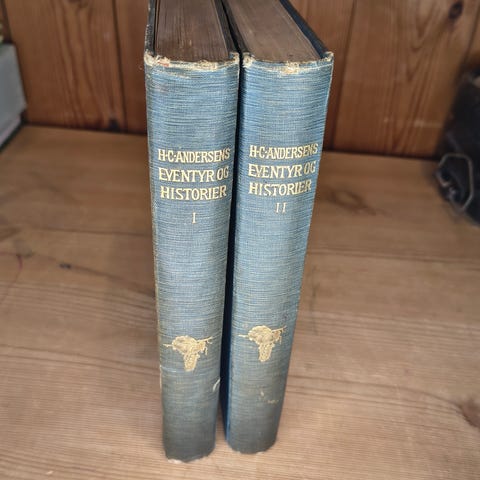 H·C·ANDERSENS
EVENTYR OG
HISTORIER
I
H·C·ANDERSENS
EVENTYR OG
HISTORIER
II